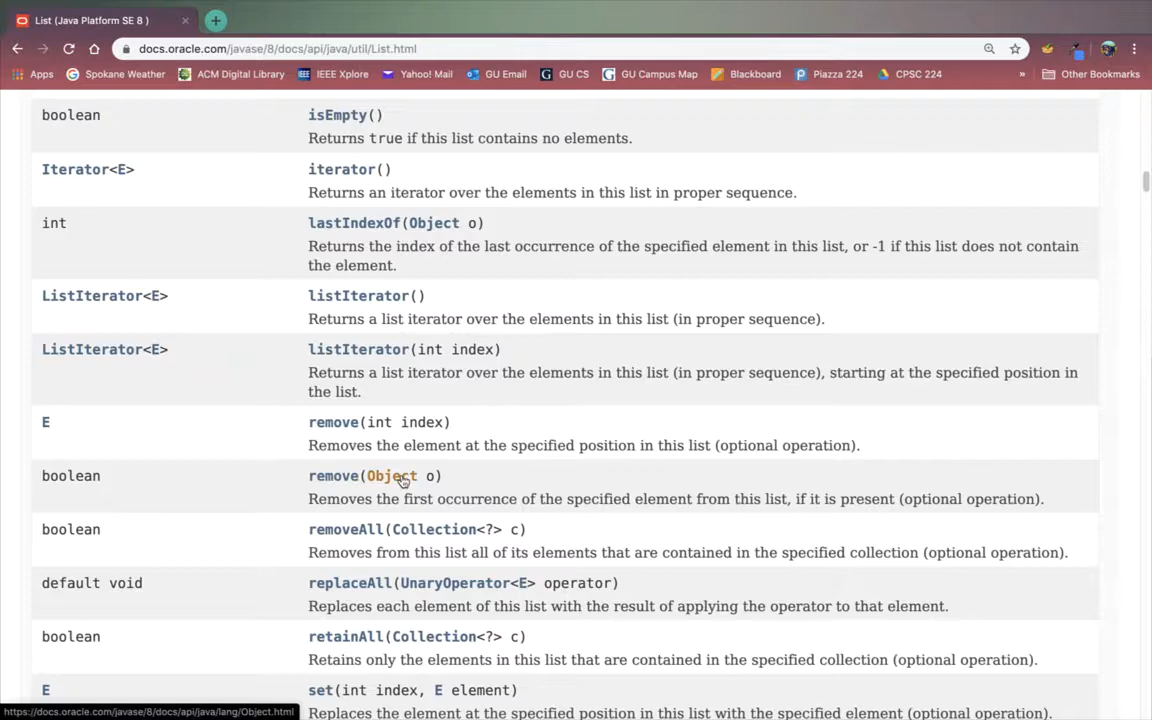 List (Java Platform SE 8 )
docs.oracle.com/javase/8/docs/api/java/util/List.html
Apps Spokane Weather ACM Digital Library IEEE Xplore Yahoo! Mail GU Email GU CS GU Campus Map Blackboard Piazza 224 CPSC 224 » Other Bookmarks
boolean isEmpty()
Returns true if this list contains no elements.
Iterator<E> iterator()
Returns an iterator over the elements in this list in proper sequence.
int lastIndexOf(Object o)
Returns the index of the last occurrence of the specified element in this list, or -1 if this list does not contain
the element.
ListIterator<E> listIterator()
Returns a list iterator over the elements in this list (in proper sequence).
ListIterator<E> listIterator(int index)
Returns a list iterator over the elements in this list (in proper sequence), starting at the specified position in
the list.
E remove(int index)
Removes the element at the specified position in this list (optional operation).
boolean remove(Object o)
Removes the first occurrence of the specified element from this list, if it is present (optional operation).
boolean removeAll(Collection<?> c)
Removes from this list all of its elements that are contained in the specified collection (optional operation).
default void replaceAll(UnaryOperator<E> operator)
Replaces each element of this list with the result of applying the operator to that element.
boolean retainAll(Collection<?> c)
Retains only the elements in this list that are contained in the specified collection (optional operation).
E set(int index, E element)
Replaces the element at the specified position in this list with the specified element (optional operation).
https://docs.oracle.com/javase/8/docs/api/java/lang/Object.html